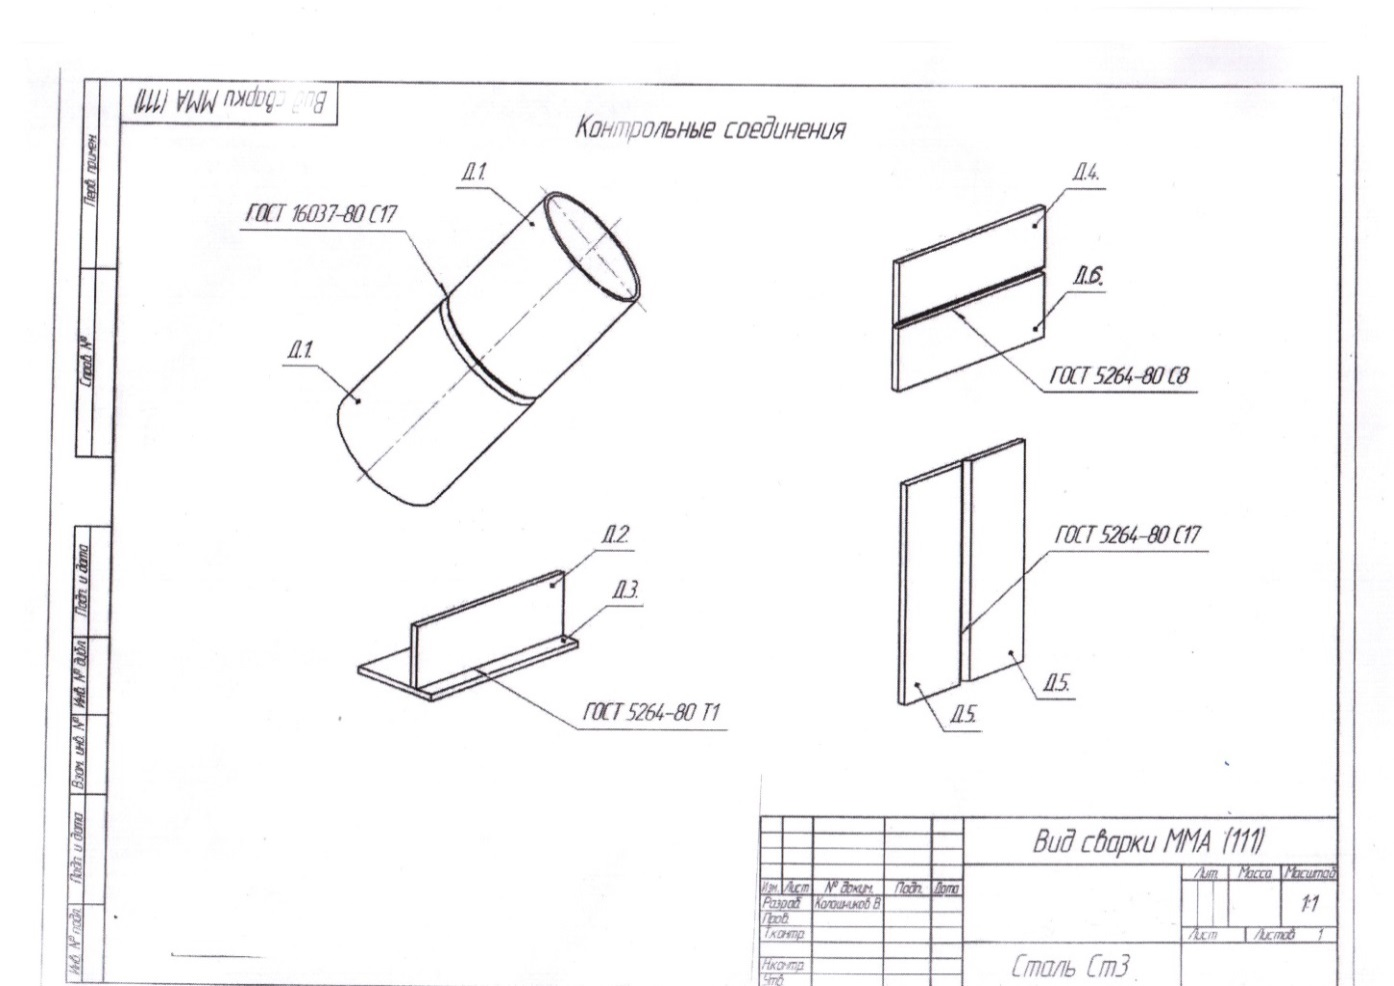 Вид сварки ММА (111)
Контрольные соединения
Д.1.
ГОСТ 16037-80 С17
Д.1.
Д.4.
Д.6.
ГОСТ 5264-80 С8
Д.2.
Д.3.
ГОСТ 5264-80 Т1
ГОСТ 5264-80 С17
Д.5.
Д.5.
Перв. примен.
Справ. №
Подп. и дата
Инв. № дубл.
Взам. инв. №
Подп. и дата
Инв. № подл.
Вид сварки ММА (111)
Лит. Масса Масштаб
1:1
Изм. Лист № докум. Подп. Дата
Разраб. Калашников В.
Пров.
Т.контр.
Лист Листов 1
Н.контр.
Утв.
Сталь Ст3